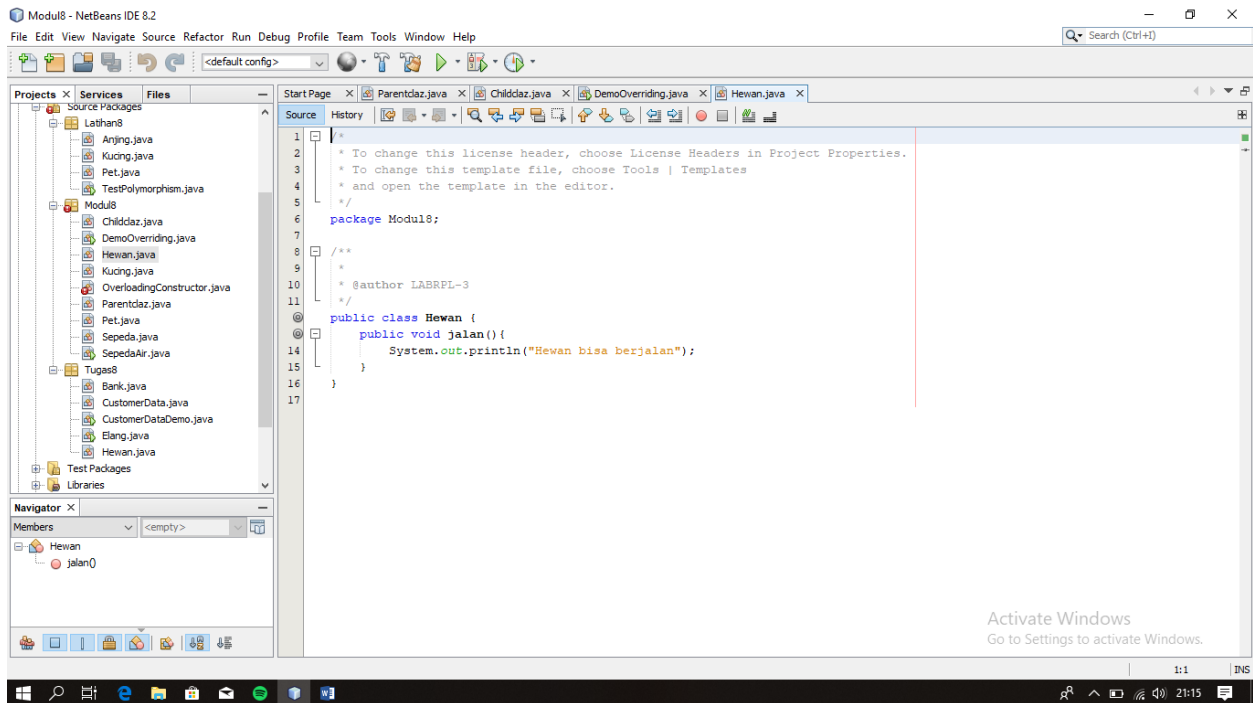 Modul8 - NetBeans IDE 8.2
File Edit View Navigate Source Refactor Run Debug Profile Team Tools Window Help
Search (Ctrl+I)
<default config>
Projects Services Files
Source Packages
Latihan8
Anjing.java
Kucing.java
Pet.java
TestPolymorphism.java
Modul8
Childclaz.java
DemoOverriding.java
Hewan.java
Kucing.java
OverloadingConstructor.java
Parentclaz.java
Pet.java
Sepeda.java
SepedaAir.java
Tugas8
Bank.java
CustomerData.java
CustomerDataDemo.java
Elang.java
Hewan.java
Test Packages
Libraries
Navigator
Members
<empty>
Hewan
jalan()
Start Page Parentclaz.java Childclaz.java DemoOverriding.java Hewan.java
Source History
1 /*
2 * To change this license header, choose License Headers in Project Properties.
3 * To change this template file, choose Tools | Templates
4 * and open the template in the editor.
5 */
6 package Modul8;
7
8 /**
9 *
10 * @author LABRPL-3
11 */
public class Hewan {
public void jalan(){
14 System.out.println("Hewan bisa berjalan");
15 }
16 }
17
Activate Windows
Go to Settings to activate Windows.
1:1 INS
21:15